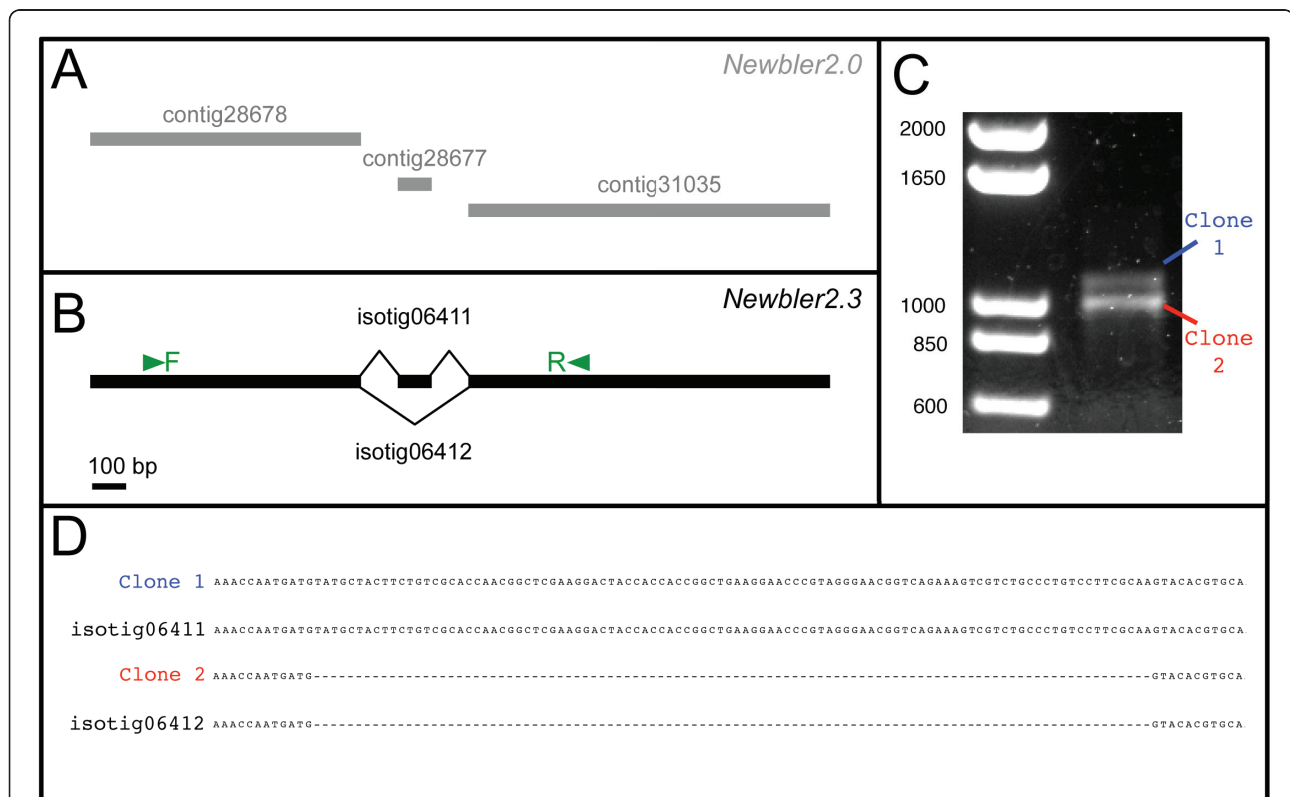 A
Newbler2.0
contig28678
contig28677
contig31035
B
Newbler2.3
isotig06411
F
R
isotig06412
100 bp
C
2000
1650
1000
850
600
Clone
1
Clone
2
D
Clone 1 AAACCAATGATGTATGCTACTTCTGTCGCACCAACGGCTCGAAGGACTACCACCACCGGCTGAAGGAACCCGTAGGGAACGGTCAGAAAGTCGTCTGCCCTGTCCTTCGCAAGTACACGTGCA
isotig06411 AAACCAATGATGTATGCTACTTCTGTCGCACCAACGGCTCGAAGGACTACCACCACCGGCTGAAGGAACCCGTAGGGAACGGTCAGAAAGTCGTCTGCCCTGTCCTTCGCAAGTACACGTGCA
Clone 2 AAACCAATGATG----------------------------------------------------------------------------------------------------GTACACGTGCA
isotig06412 AAACCAATGATG----------------------------------------------------------------------------------------------------GTACACGTGCA